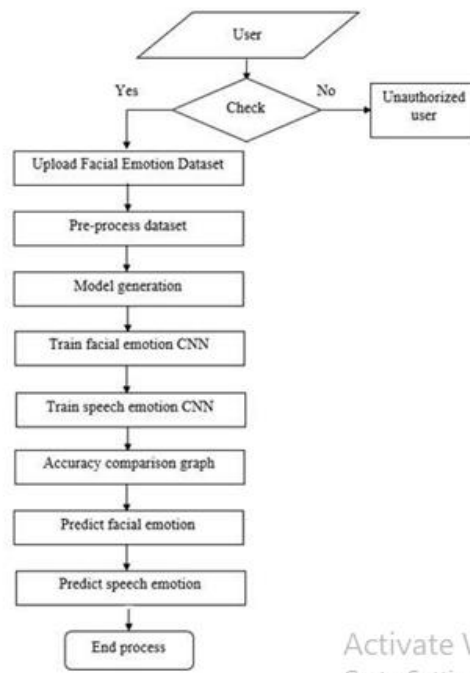 User
Yes
No
Check
Unauthorized
user
Upload Facial Emotion Dataset
Pre-process dataset
Model generation
Train facial emotion CNN
Train speech emotion CNN
Accuracy comparison graph
Predict facial emotion
Predict speech emotion
End process
Activate